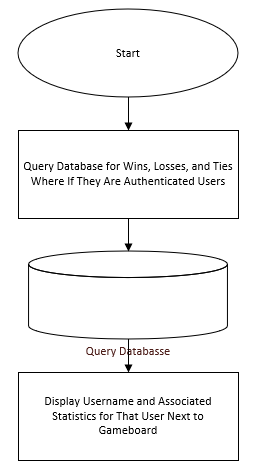 Start
Query Database for Wins, Losses, and Ties
Where If They Are Authenticated Users
Query Databasse
Display Username and Associated
Statistics for That User Next to
Gameboard